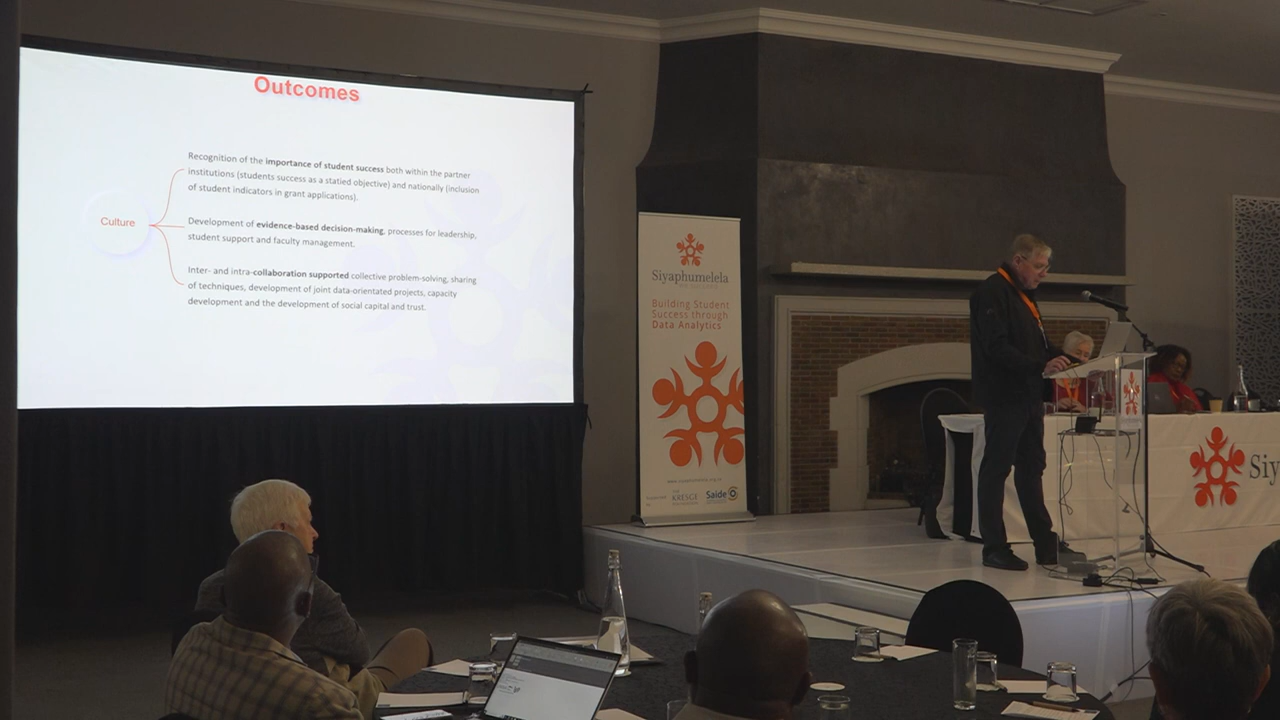 Outcomes
Culture
Recognition of the importance of student success both within the partner
institutions (students success as a statied objective) and nationally (inclusion
of student indicators in grant applications).
Development of evidence-based decision-making, processes for leadership,
student support and faculty management.
Inter- and intra-collaboration supported collective problem-solving, sharing
of techniques, development of joint data-orientated projects, capacity
development and the development of social capital and trust.
Siyaphumelela
Building Student
Success through
Data Analytics
KRESGE
Saide
Siy